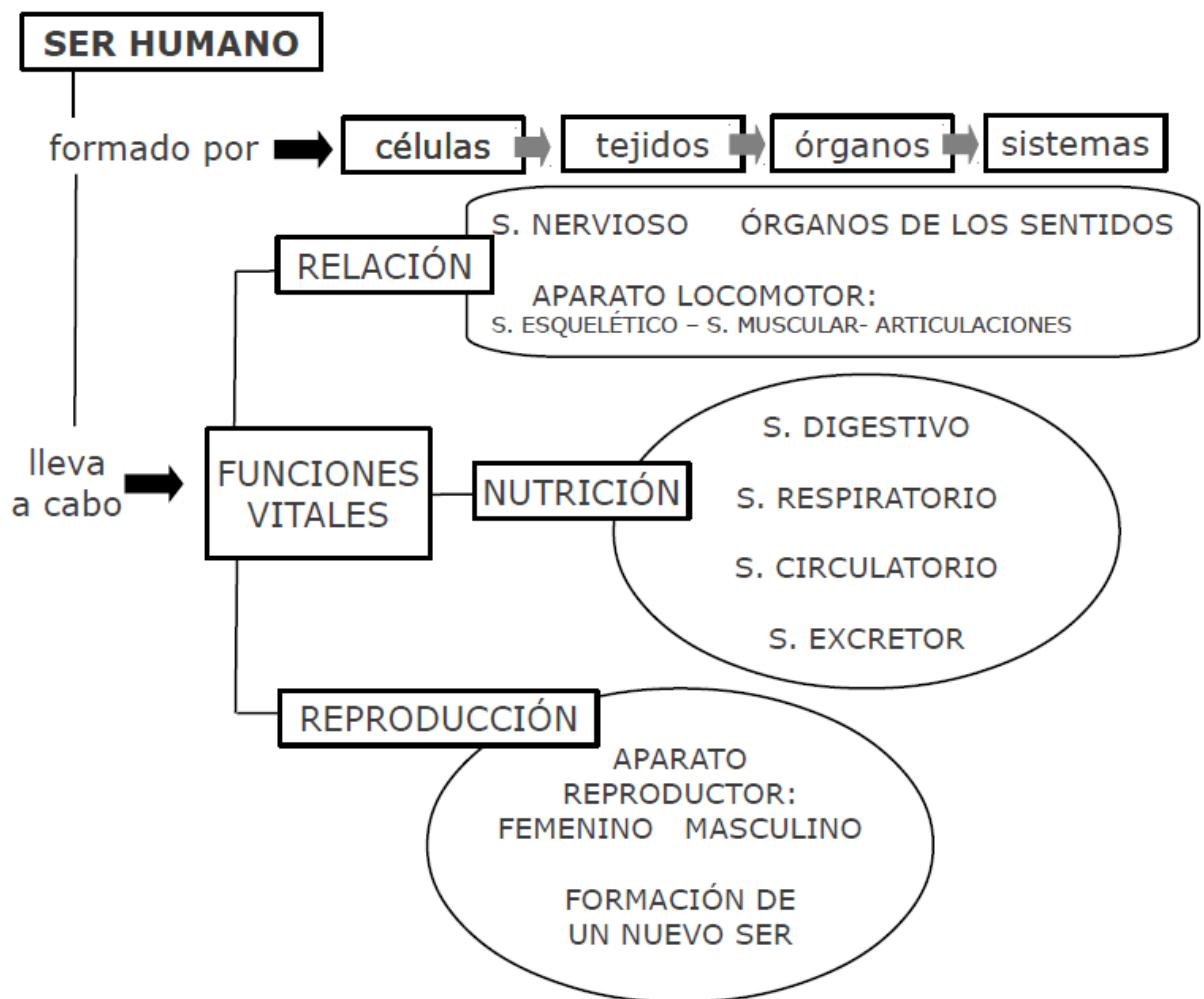 SER HUMANO
formado por
células
tejidos
órganos
sistemas
RELACIÓN
S. NERVIOSO ÓRGANOS DE LOS SENTIDOS
APARATO LOCOMOTOR:
S. ESQUELÉTICO – S. MUSCULAR- ARTICULACIONES
lleva
a cabo
FUNCIONES
VITALES
NUTRICIÓN
S. DIGESTIVO
S. RESPIRATORIO
S. CIRCULATORIO
S. EXCRETOR
REPRODUCCIÓN
APARATO
REPRODUCTOR:
FEMENINO MASCULINO
FORMACIÓN DE
UN NUEVO SER